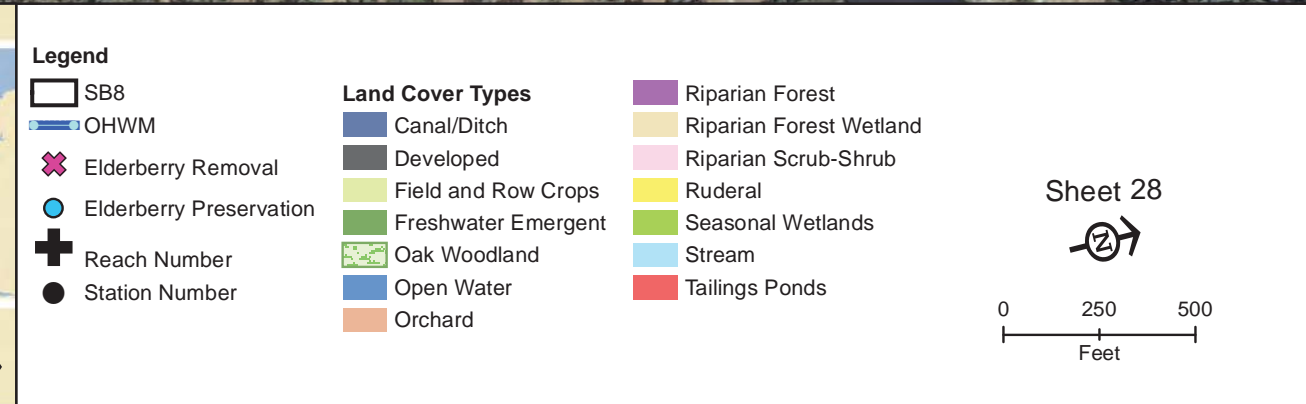 Legend
SB8
OHWM
Elderberry Removal
Elderberry Preservation
Reach Number
Station Number
Land Cover Types
Canal/Ditch
Developed
Field and Row Crops
Freshwater Emergent
Oak Woodland
Open Water
Orchard
Riparian Forest
Riparian Forest Wetland
Riparian Scrub-Shrub
Ruderal
Seasonal Wetlands
Stream
Tailings Ponds
Sheet 28
N
0 250 500
Feet